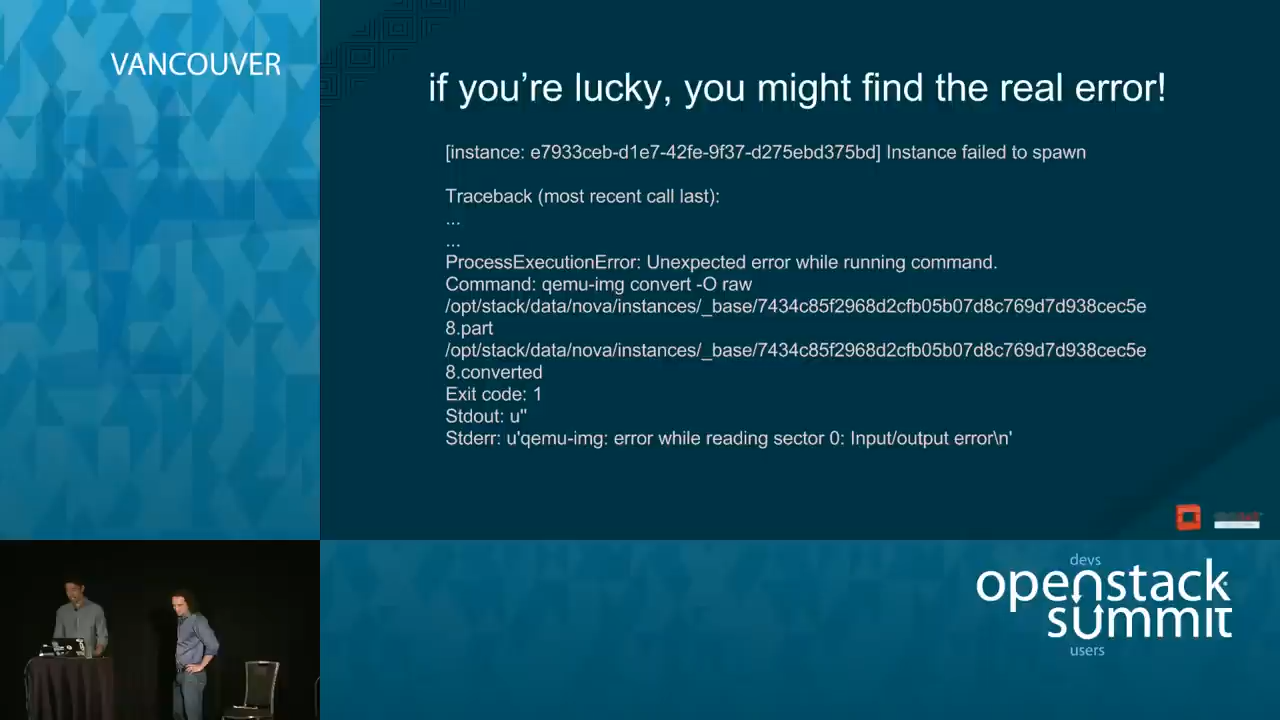 VANCOUVER
if you're lucky, you might find the real error!
[instance: e7933ceb-d1e7-42fe-9f37-d275ebd375bd] Instance failed to spawn
Traceback (most recent call last):
...
...
ProcessExecutionError: Unexpected error while running command.
Command: qemu-img convert -O raw
/opt/stack/data/nova/instances/_base/7434c85f2968d2cfb05b07d8c769d7d938cec5e
8.part
/opt/stack/data/nova/instances/_base/7434c85f2968d2cfb05b07d8c769d7d938cec5e
8.converted
Exit code: 1
Stdout: u''
Stderr: u'qemu-img: error while reading sector 0: Input/output error\n'
devs
openstack
summit
users